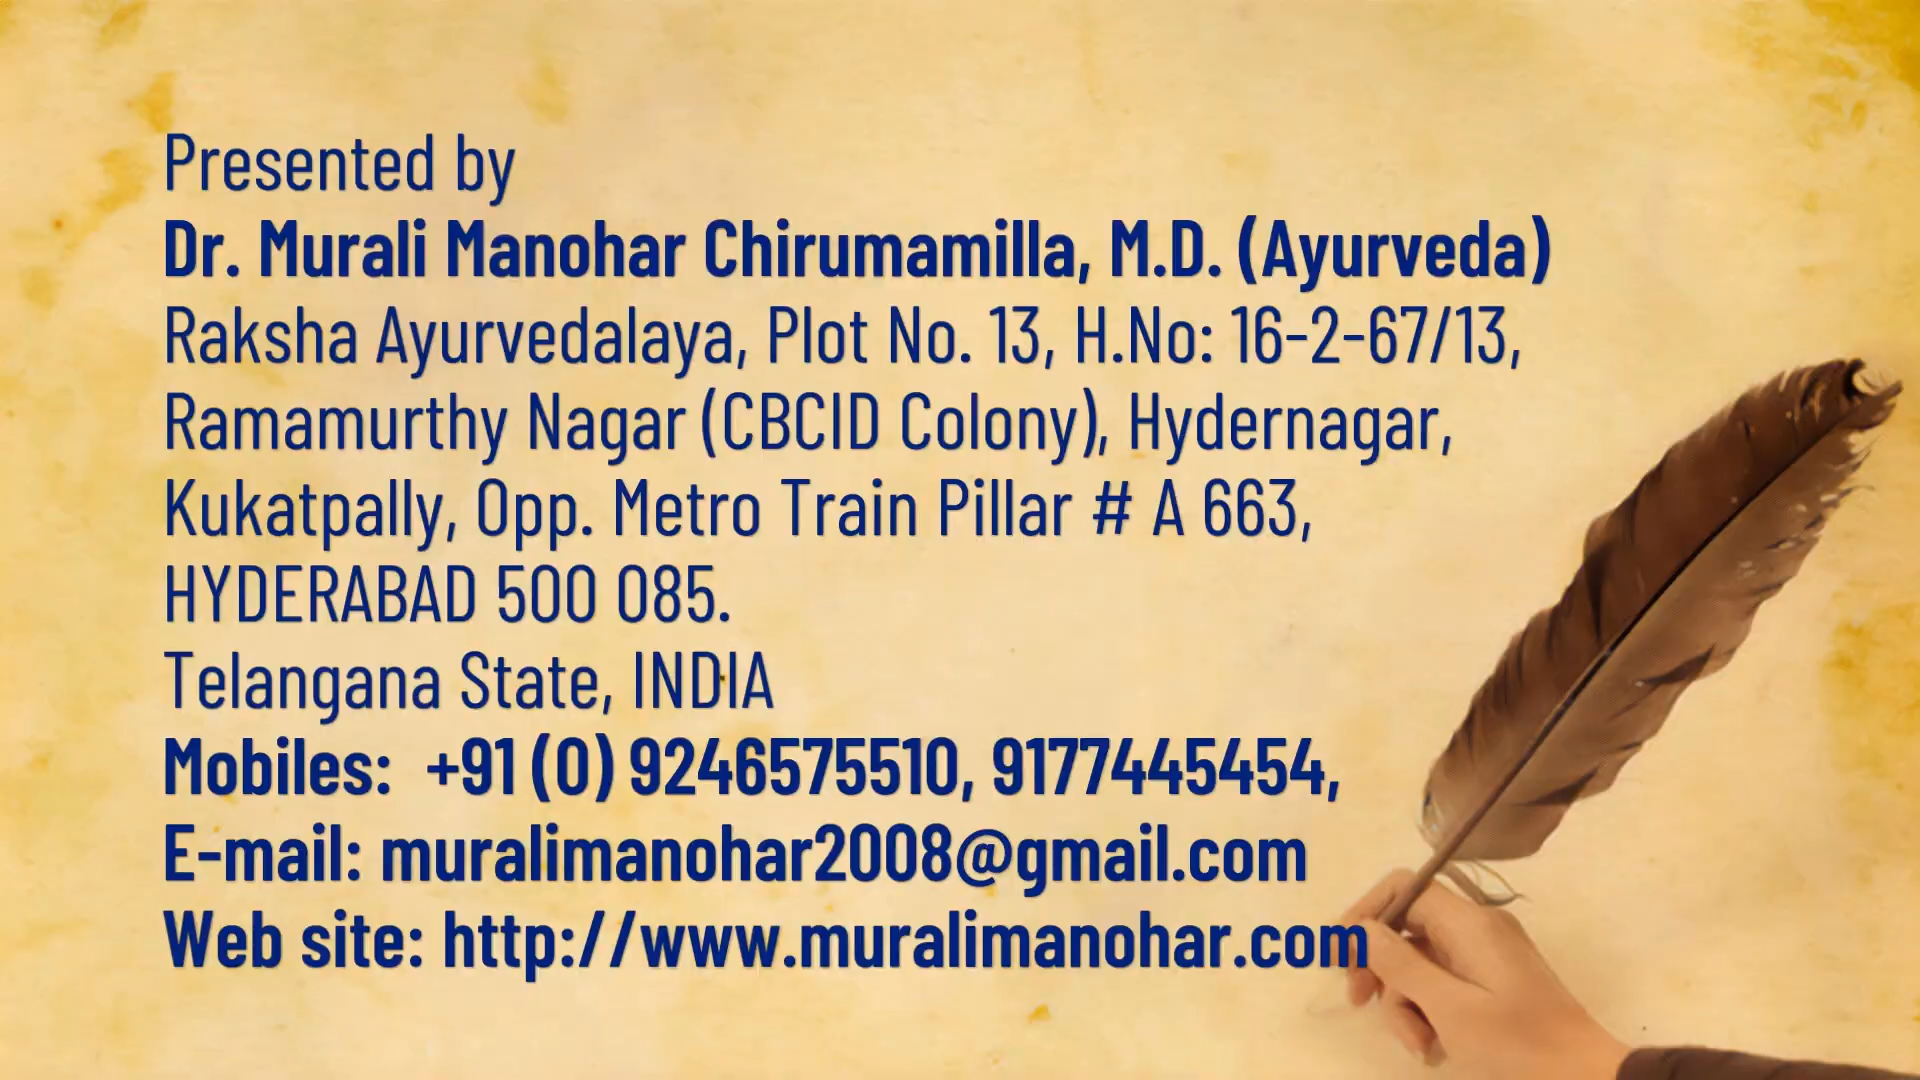 Presented by
Dr. Murali Manohar Chirumamilla, M.D. (Ayurveda)
Raksha Ayurvedalaya, Plot No. 13, H.No: 16-2-67/13,
Ramamurthy Nagar (CBCID Colony), Hydernagar,
Kukatpally, Opp. Metro Train Pillar # A 663,
HYDERABAD 500 085.
Telangana State, INDIA
Mobiles: +91 (0) 9246575510, 9177445454,
E-mail: muralimanohar2008@gmail.com
Web site: http://www.muralimanohar.com